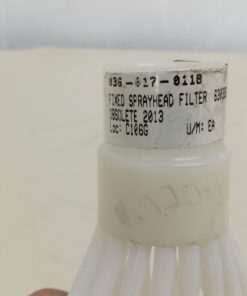 036-017-0118
FIXED SPRAYHEAD FILTER
OBSOLETE 2013
Loc: C106G U/M: EA